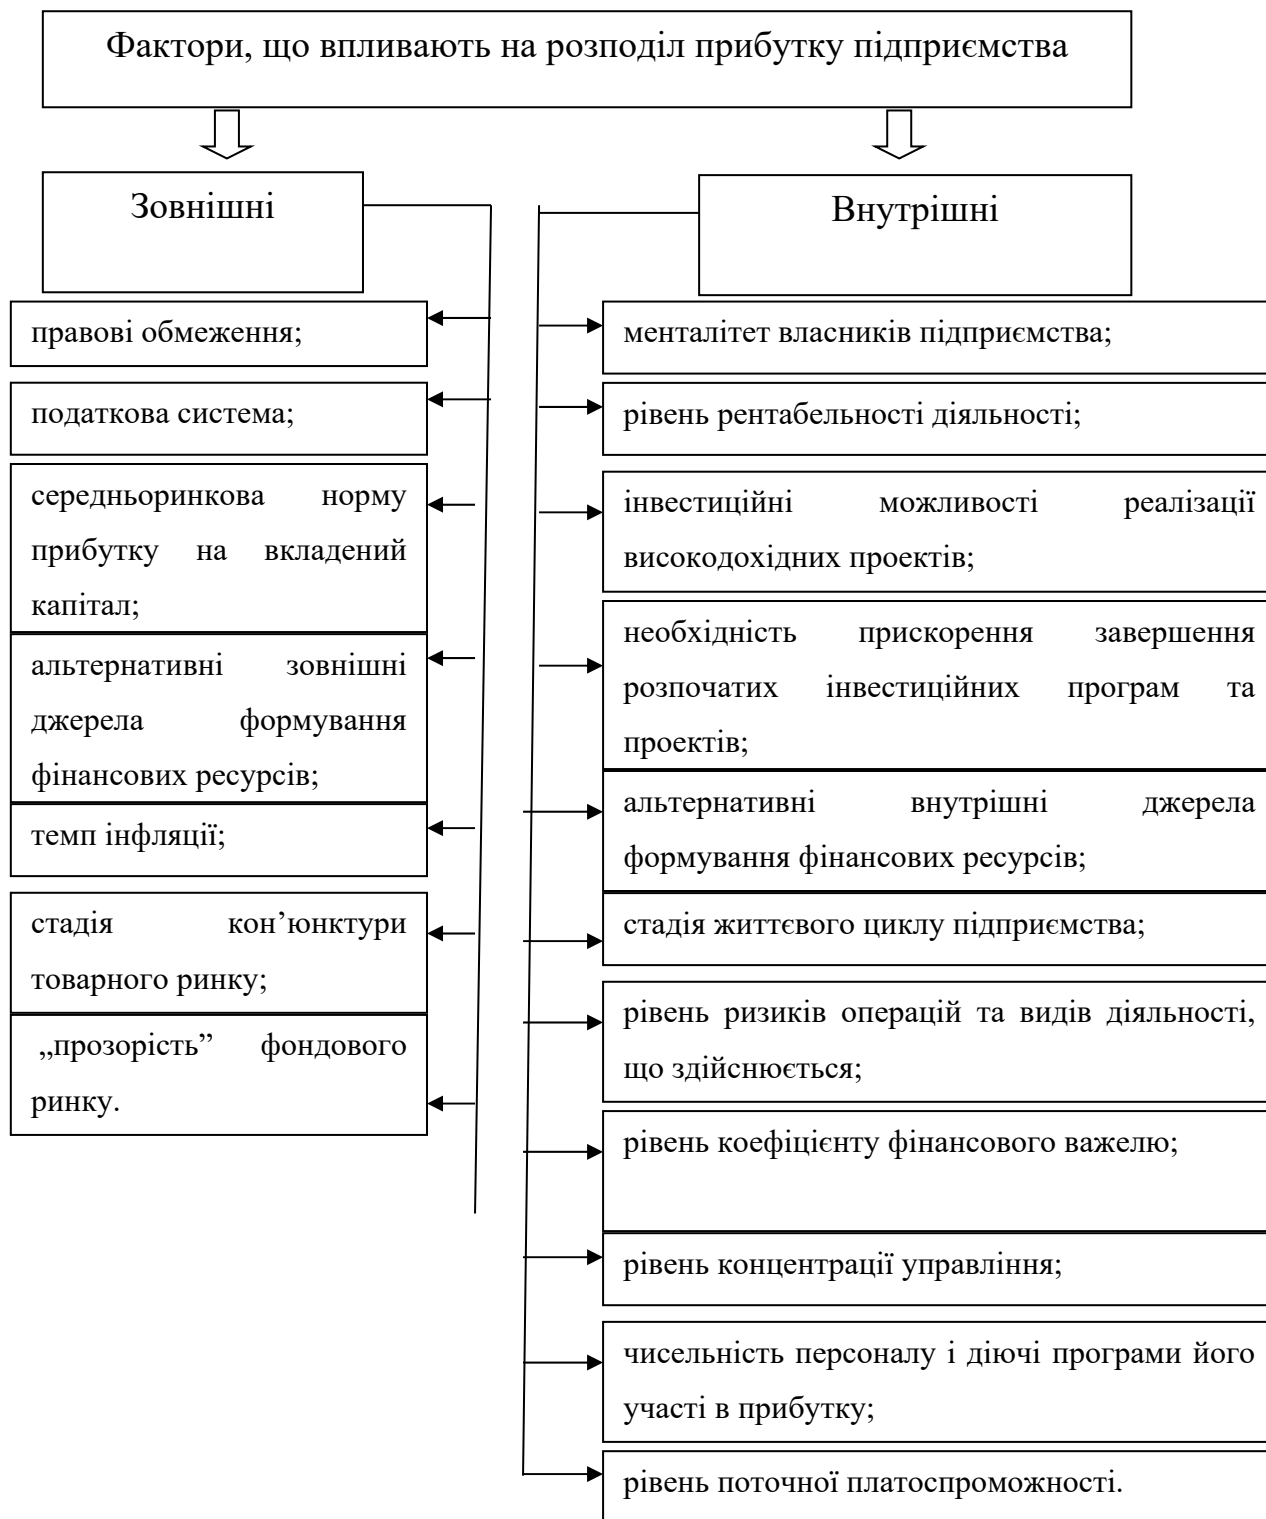 Фактори, що впливають на розподіл прибутку підприємства
Зовнішні
правові обмеження;
податкова система;
середньоринкова норму
прибутку на вкладений
капітал;
альтернативні зовнішні
джерела формування
фінансових ресурсів;
темп інфляції;
стадія кон’юнктури
товарного ринку;
„прозорість” фондового
ринку.
Внутрішні
менталітет власників підприємства;
рівень рентабельності діяльності;
інвестиційні можливості реалізації
високодохідних проектів;
необхідність прискорення завершення
розпочатих інвестиційних програм та
проектів;
альтернативні внутрішні джерела
формування фінансових ресурсів;
стадія життєвого циклу підприємства;
рівень ризиків операцій та видів діяльності,
що здійснюється;
рівень коефіцієнту фінансового важелю;
рівень концентрації управління;
чисельність персоналу і діючі програми його
участі в прибутку;
рівень поточної платоспроможності.